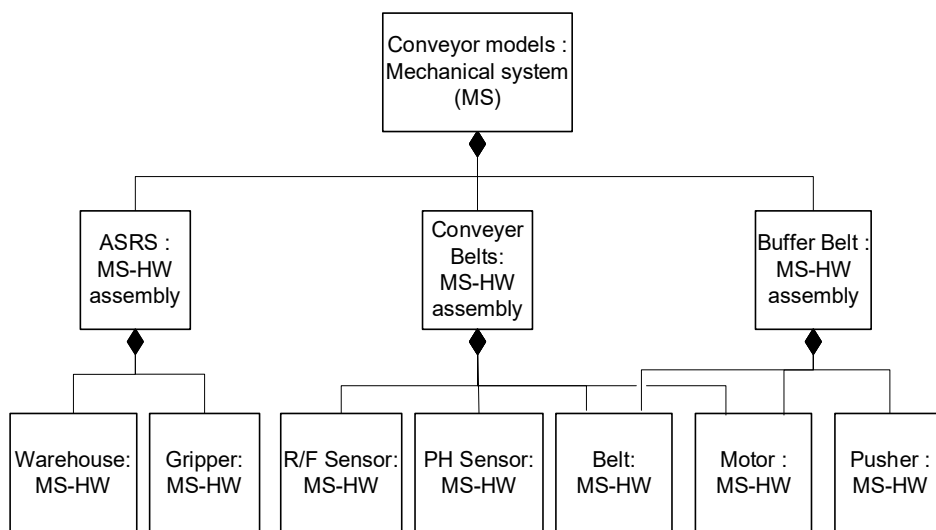 Conveyor models :
Mechanical system
(MS)
ASRS :
MS-HW
assembly
Conveyer
Belts:
MS-HW
assembly
Buffer Belt :
MS-HW
assembly
Warehouse:
MS-HW
Gripper:
MS-HW
R/F Sensor:
MS-HW
PH Sensor:
MS-HW
Belt:
MS-HW
Motor :
MS-HW
Pusher :
MS-HW